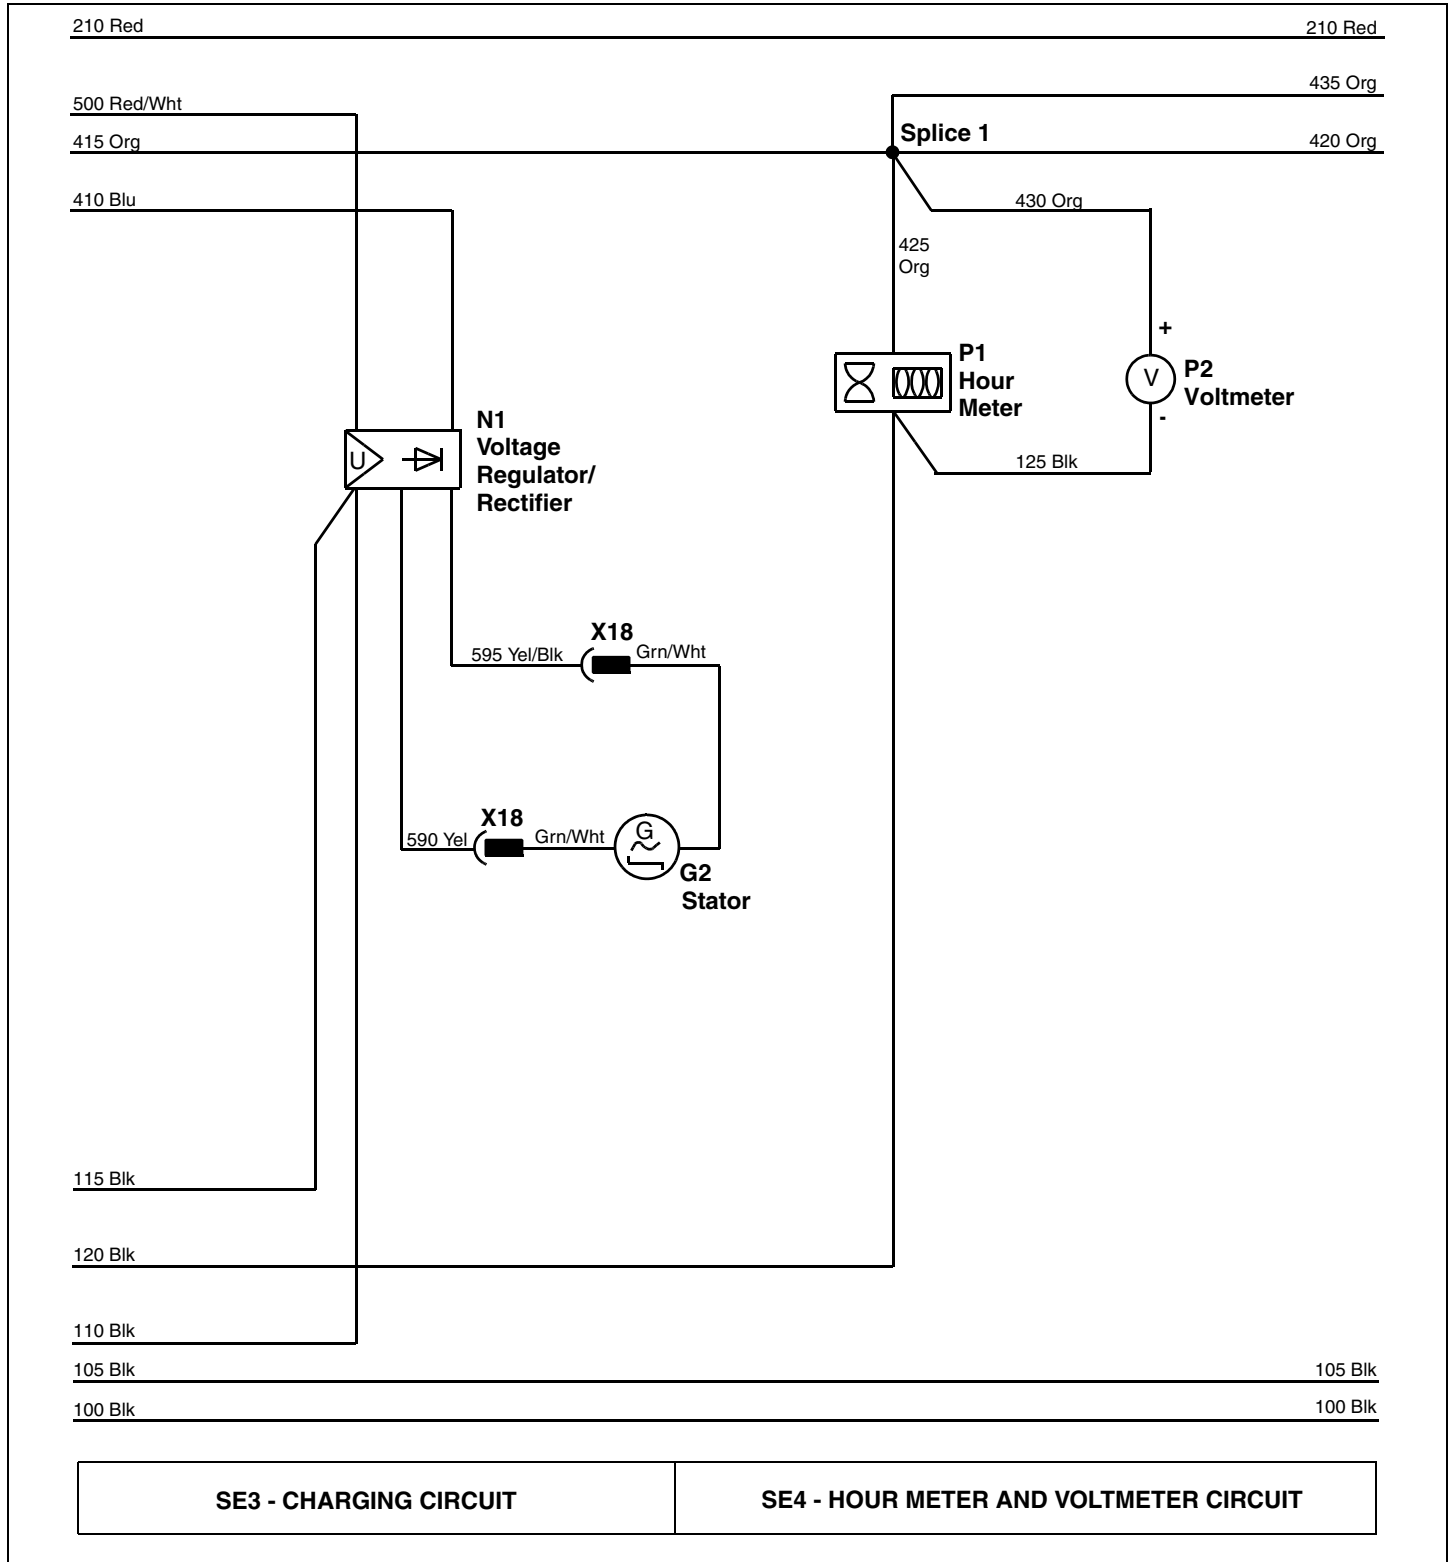 210 Red
210 Red
435 Org
500 Red/Wht
Splice 1
415 Org
420 Org
410 Blu
430 Org
425
Org
+
P1
Hour
Meter
V
P2
Voltmeter
-
N1
Voltage
Regulator/
Rectifier
U
125 Blk
X18
595 Yel/Blk
Grn/Wht
X18
590 Yel
Grn/Wht
G
G2
Stator
115 Blk
120 Blk
110 Blk
105 Blk
105 Blk
100 Blk
100 Blk
SE3 - CHARGING CIRCUIT
SE4 - HOUR METER AND VOLTMETER CIRCUIT